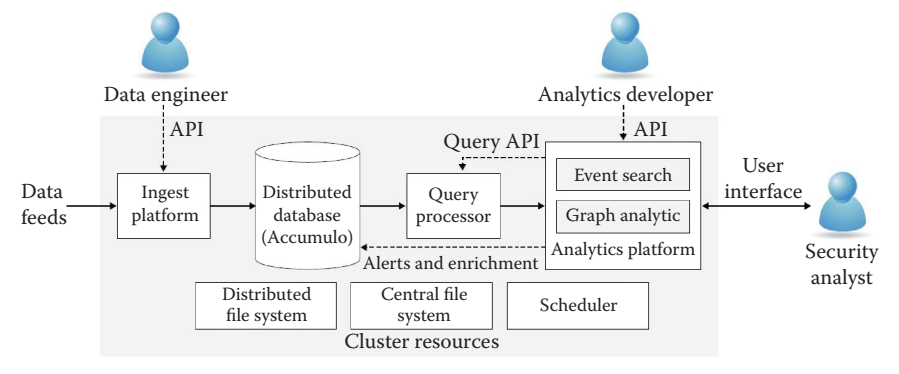 Data engineer
Analytics developer
API
Query API
API
Data
feeds
Ingest
platform
Distributed
database
(Accumulo)
Query
processor
Event search
Graph analytic
Analytics platform
User
interface
Security
analyst
Alerts and enrichment
Distributed
file system
Central file
system
Scheduler
Cluster resources